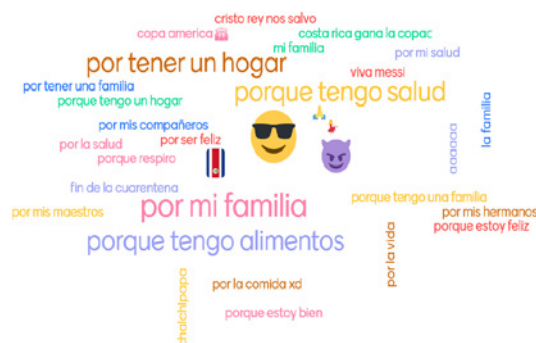 cristo rey nos salvo
copa america
costa rica gana la copac
mi familia
por mi salud
por tener un hogar
viva messi
por tener una familia
porque tengo salud
porque tengo un hogar
la familia
por mis compañeros
por la salud
por ser feliz
porque respiro
aaaaaa
fin de la cuarentena
porque tengo una familia
por mis maestros
por mi familia
por mis hermanos
porque estoy feliz
porque tengo alimentos
por la vida
por la comida xd
porque estoy bien